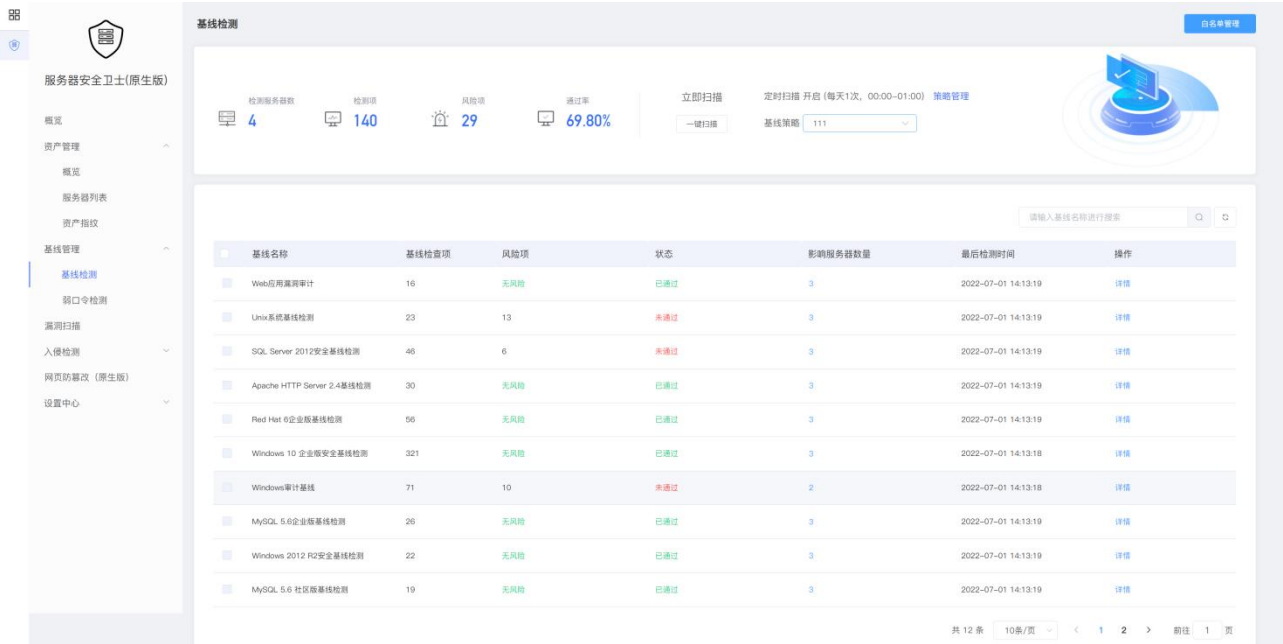 基线检测
白名单管理
服务器安全卫士(原生版)
概览
资产管理
概览
服务器列表
资产指纹
基线管理
基线检测
弱口令检测
漏洞扫描
入侵检测
网页防篡改（原生版）
设置中心
检测服务器数
4
检测项
140
风险项
29
通过率
69.80%
立即扫描
一键扫描
定时扫描 开启 (每天1次，00:00-01:00) 策略管理
基线策略 111
请输入基线名称进行搜索
基线名称 基线检查项 风险项 状态 影响服务器数量 最后检测时间 操作
Web应用漏洞审计 16 无风险 已通过 3 2022-07-01 14:13:19 详情
Unix系统基线检测 23 13 未通过 3 2022-07-01 14:13:19 详情
SQL Server 2012安全基线检测 46 6 未通过 3 2022-07-01 14:13:19 详情
Apache HTTP Server 2.4基线检测 30 无风险 已通过 3 2022-07-01 14:13:19 详情
Red Hat 6企业版基线检测 56 无风险 已通过 3 2022-07-01 14:13:19 详情
Windows 10 企业版安全基线检测 321 无风险 已通过 3 2022-07-01 14:13:18 详情
Windows审计基线 71 10 未通过 2 2022-07-01 14:13:18 详情
MySQL 5.6企业版基线检测 26 无风险 已通过 3 2022-07-01 14:13:19 详情
Windows 2012 R2安全基线检测 22 无风险 已通过 3 2022-07-01 14:13:19 详情
MySQL 5.6 社区版基线检测 19 无风险 已通过 3 2022-07-01 14:13:19 详情
共 12 条 10条/页 1 2 前往 1 页